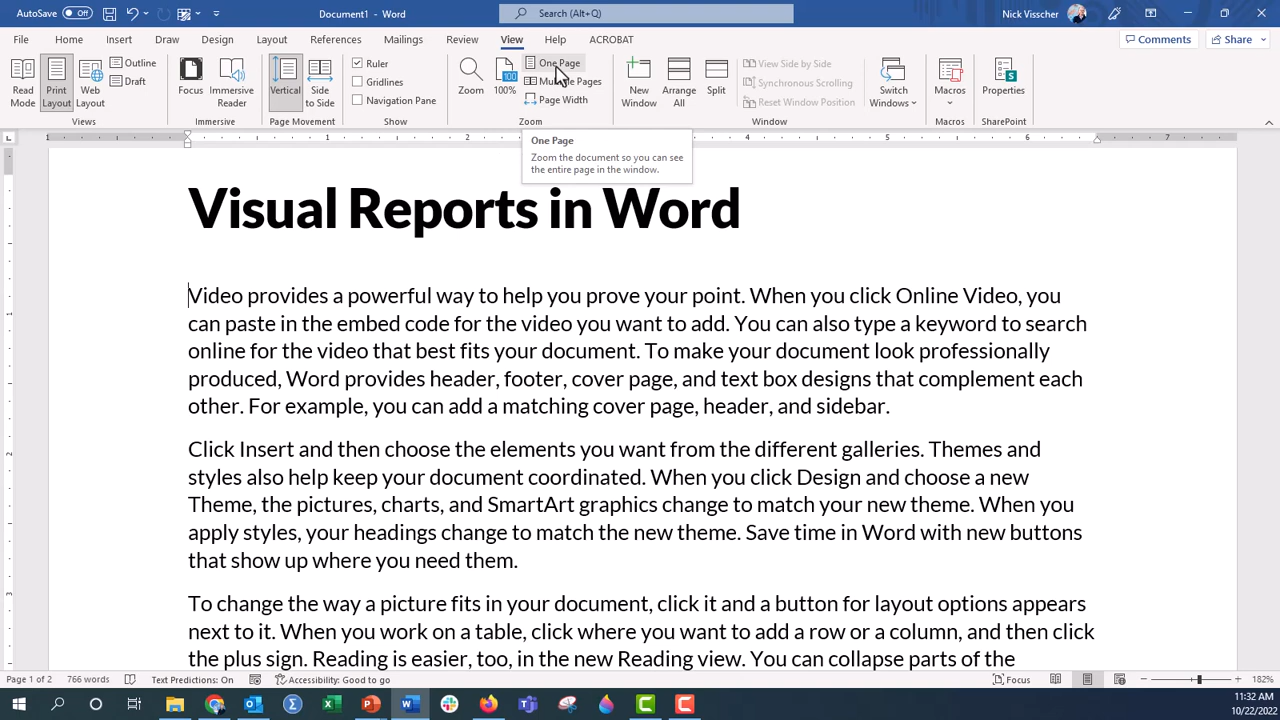 AutoSave Off Document1 - Word Search (Alt+Q) Nick Visscher
File Home Insert Draw Design Layout References Mailings Review View Help ACROBAT Comments Share
Read Mode
Print Layout
Web Layout
Outline
Draft
Views
Focus
Immersive Reader
Immersive
Vertical
Side to Side
Page Movement
Ruler
Gridlines
Navigation Pane
Show
Zoom
100
100%
One Page
Multiple Pages
Page Width
Zoom
New Window
Arrange All
Split
View Side by Side
Synchronous Scrolling
Reset Window Position
Window
Switch Windows
Macros
Macros
Properties
SharePoint
1 1 2 7
One Page
Zoom the document so you can see
the entire page in the window.
Visual Reports in Word
Video provides a powerful way to help you prove your point. When you click Online Video, you
can paste in the embed code for the video you want to add. You can also type a keyword to search
online for the video that best fits your document. To make your document look professionally
produced, Word provides header, footer, cover page, and text box designs that complement each
other. For example, you can add a matching cover page, header, and sidebar.
Click Insert and then choose the elements you want from the different galleries. Themes and
styles also help keep your document coordinated. When you click Design and choose a new
Theme, the pictures, charts, and SmartArt graphics change to match your new theme. When you
apply styles, your headings change to match the new theme. Save time in Word with new buttons
that show up where you need them.
To change the way a picture fits in your document, click it and a button for layout options appears
next to it. When you work on a table, click where you want to add a row or a column, and then click
the plus sign. Reading is easier, too, in the new Reading view. You can collapse parts of the
Page 1 of 2 766 words Text Predictions: On Accessibility: Good to go Focus 182%
11:32 AM
10/22/2022